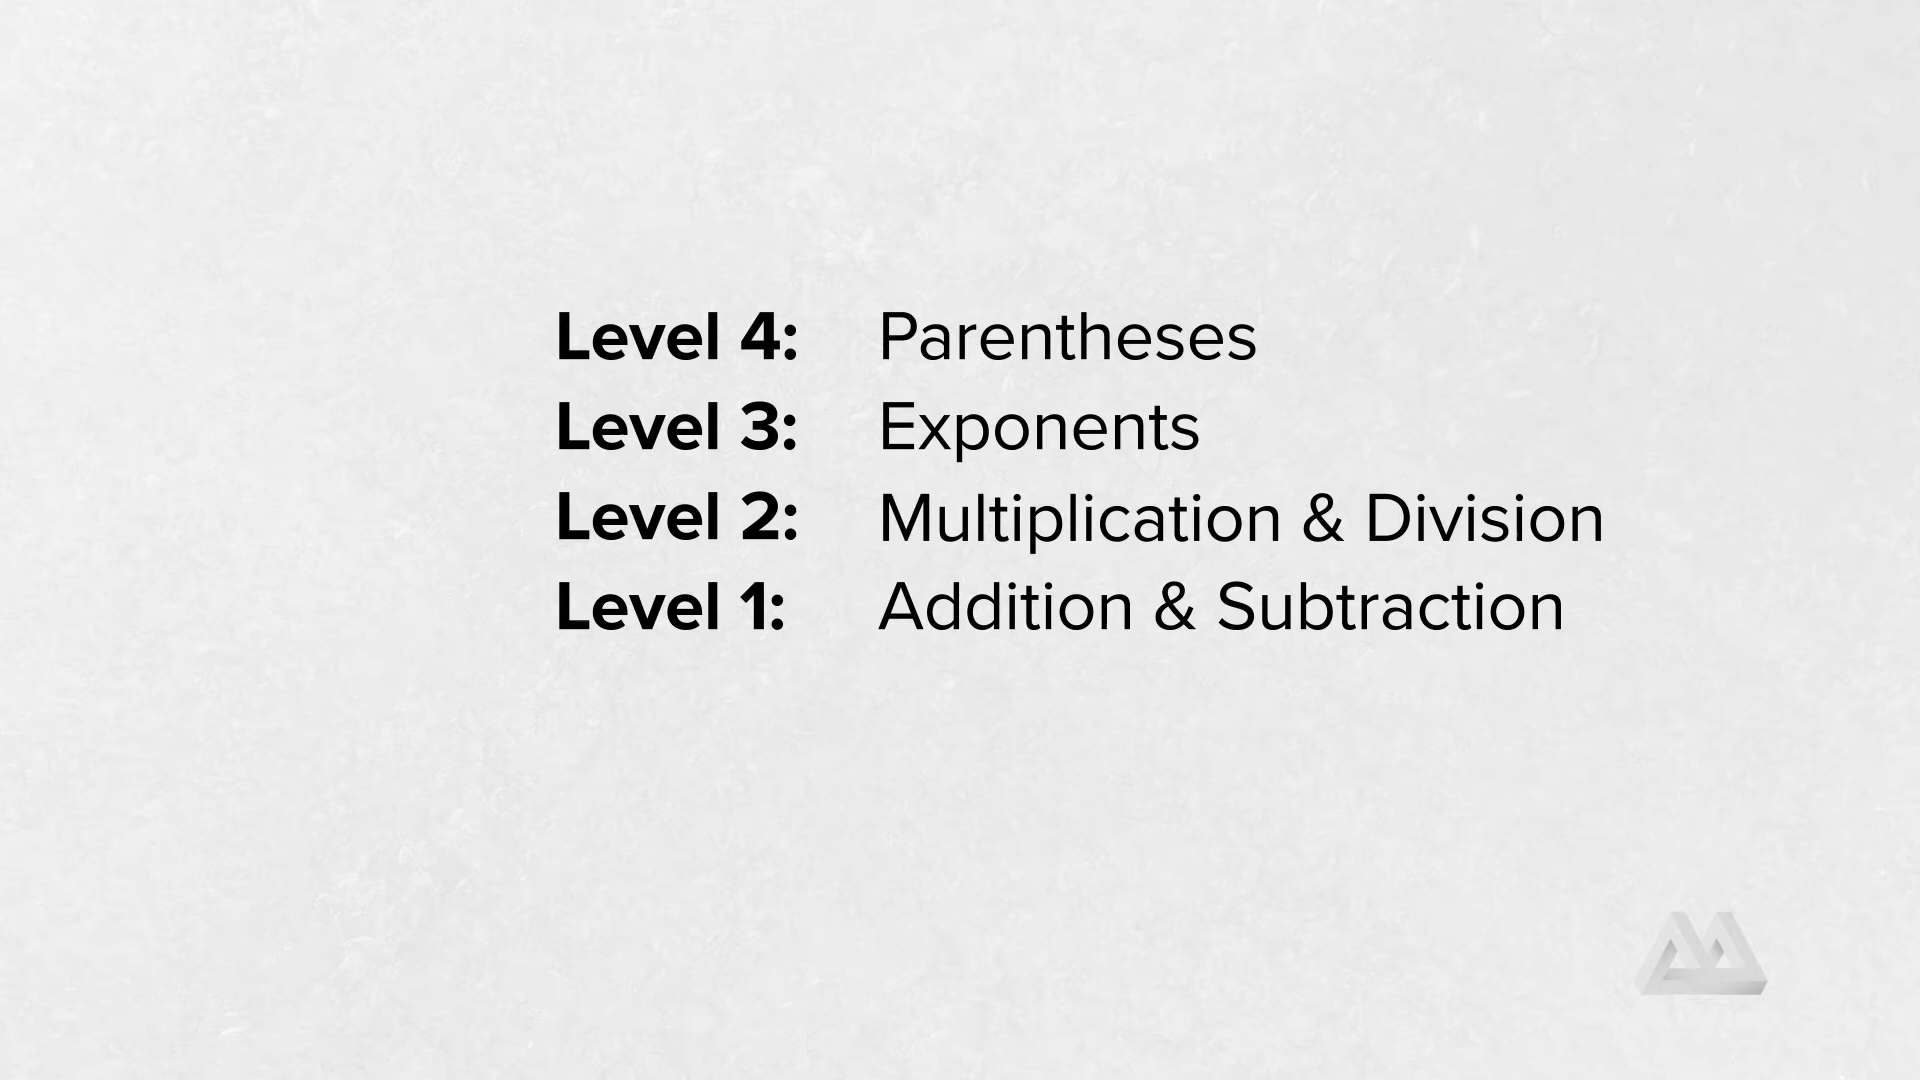 Level 4: Parentheses
Level 3: Exponents
Level 2: Multiplication & Division
Level 1: Addition & Subtraction